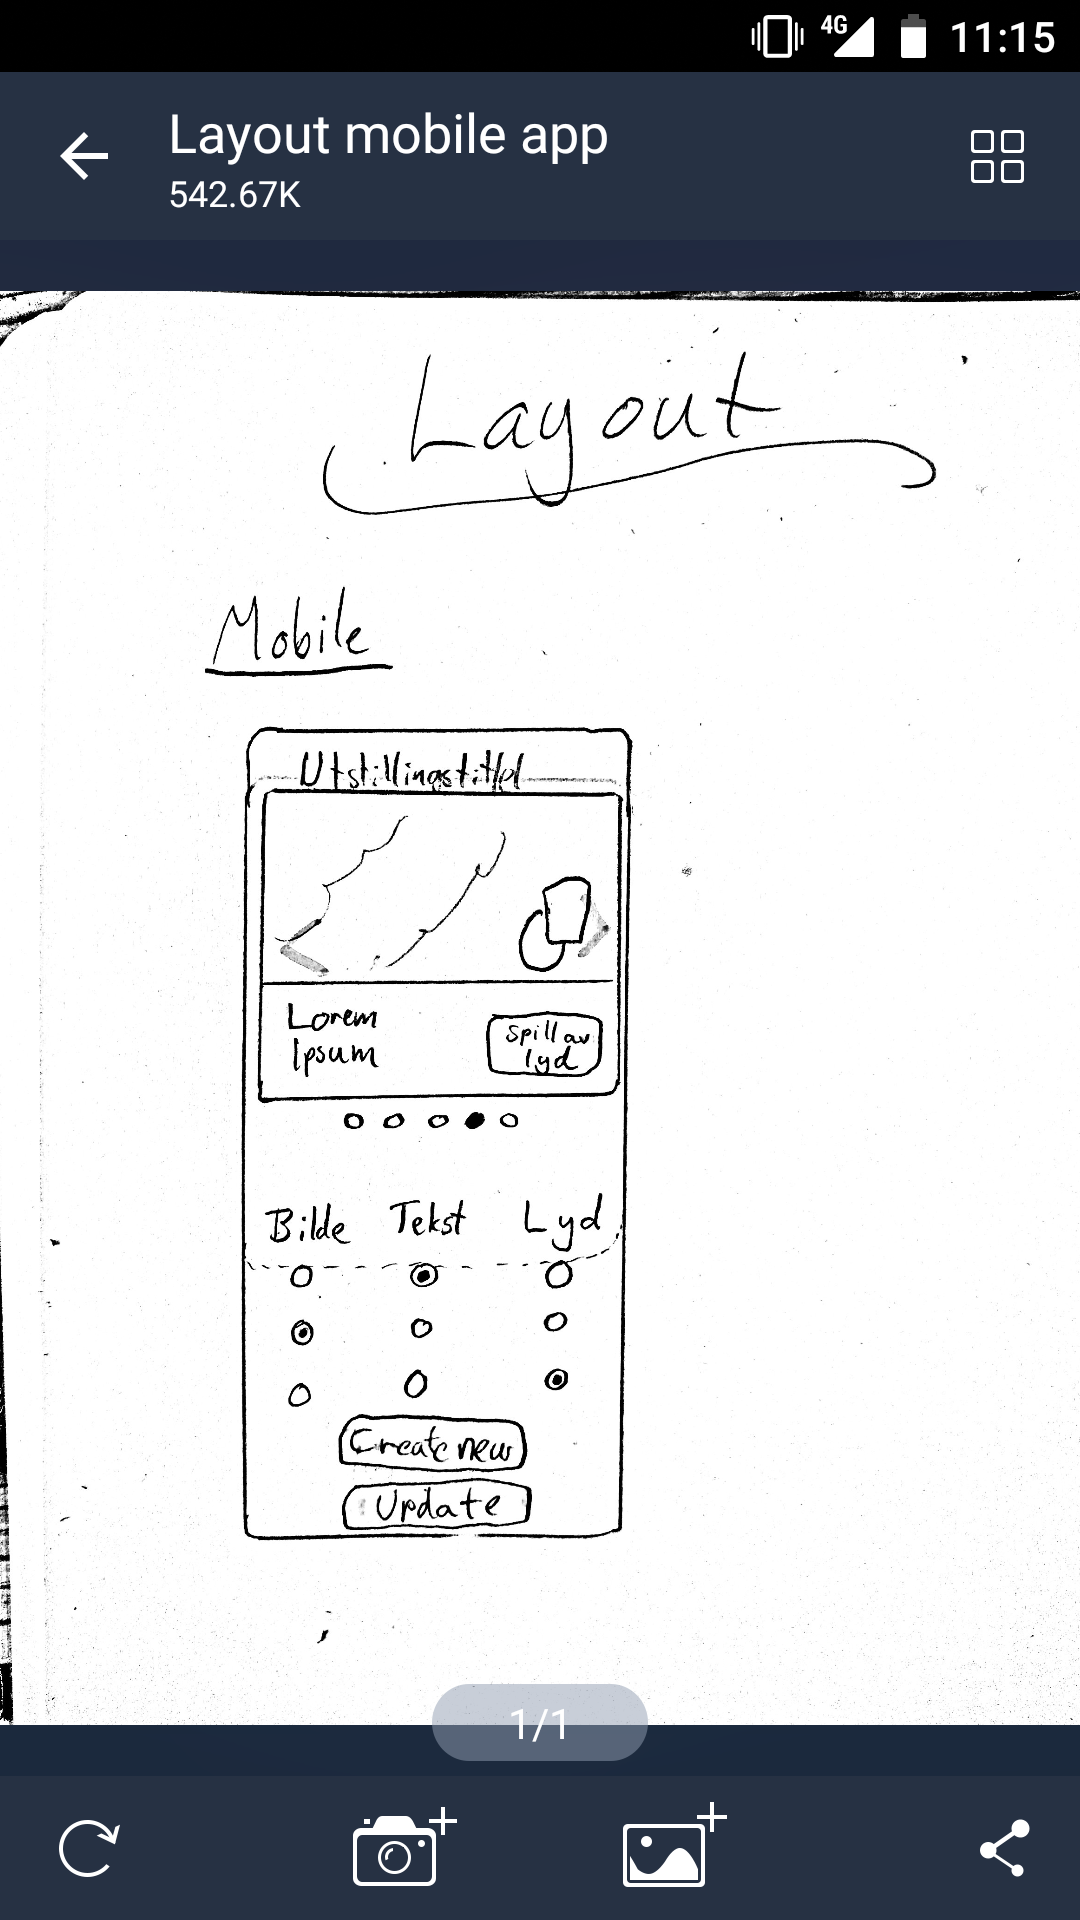 4G 11:15
Layout mobile app
542.67K
Layout
Mobile
Utstillingstittel
Lorem
Ipsum
Spill av
lyd
Bilde Tekst Lyd
Create new
Update
1/1